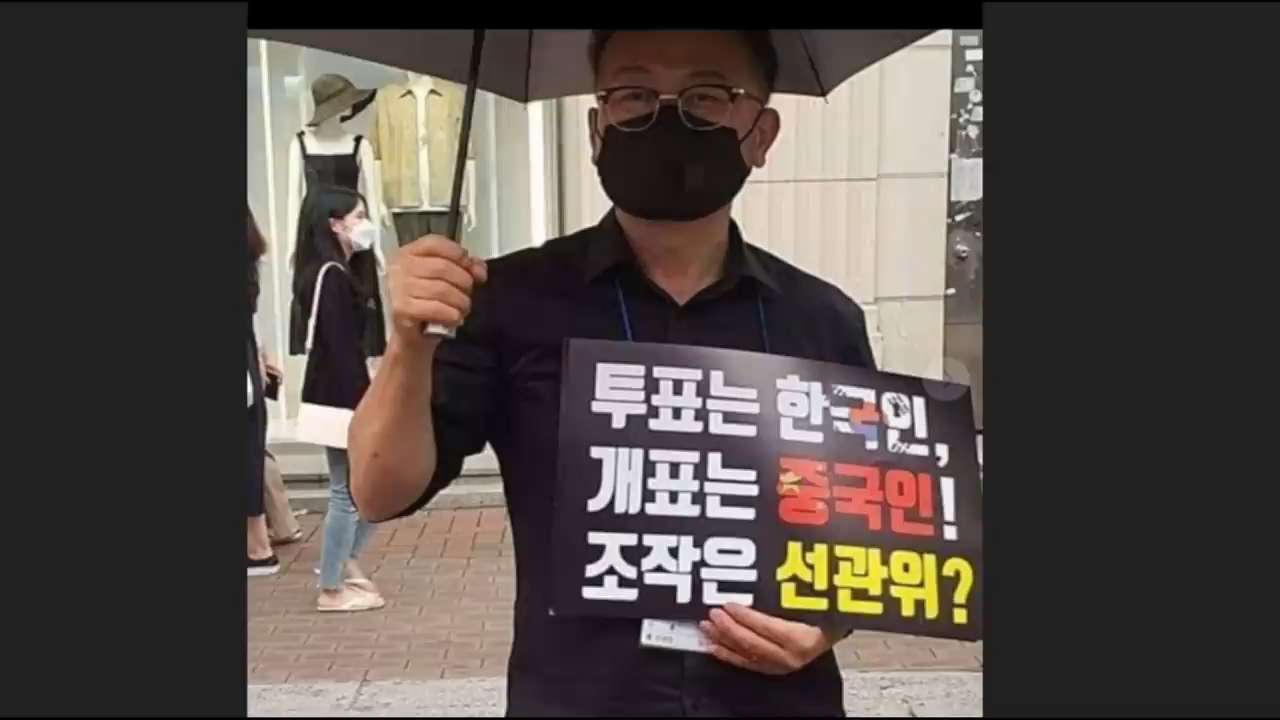 투표는 한국인,
개표는 중국인!
조작은 선관위?